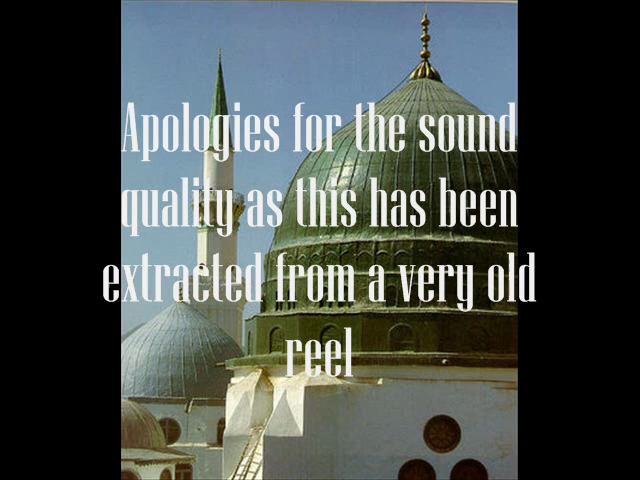 Apologies for the sound
quality as this has been
extracted from a very old
reel